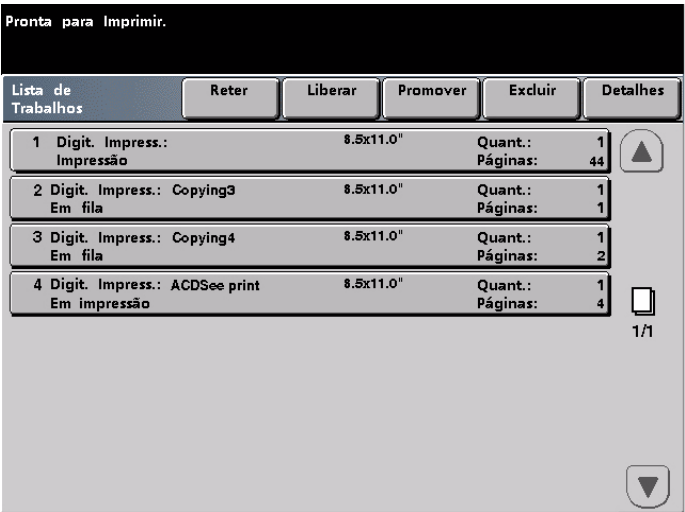 Pronta para Imprimir.
Lista de
Trabalhos
Reter
Liberar
Promover
Excluir
Detalhes
1 Digit. Impress.: 8.5x11.0" Quant.: 1
Impressão Páginas: 44
2 Digit. Impress.: Copying3 8.5x11.0" Quant.: 1
Em fila Páginas: 1
3 Digit. Impress.: Copying4 8.5x11.0" Quant.: 1
Em fila Páginas: 2
4 Digit. Impress.: ACDSee print 8.5x11.0" Quant.: 1
Em impressão Páginas: 4
1/1